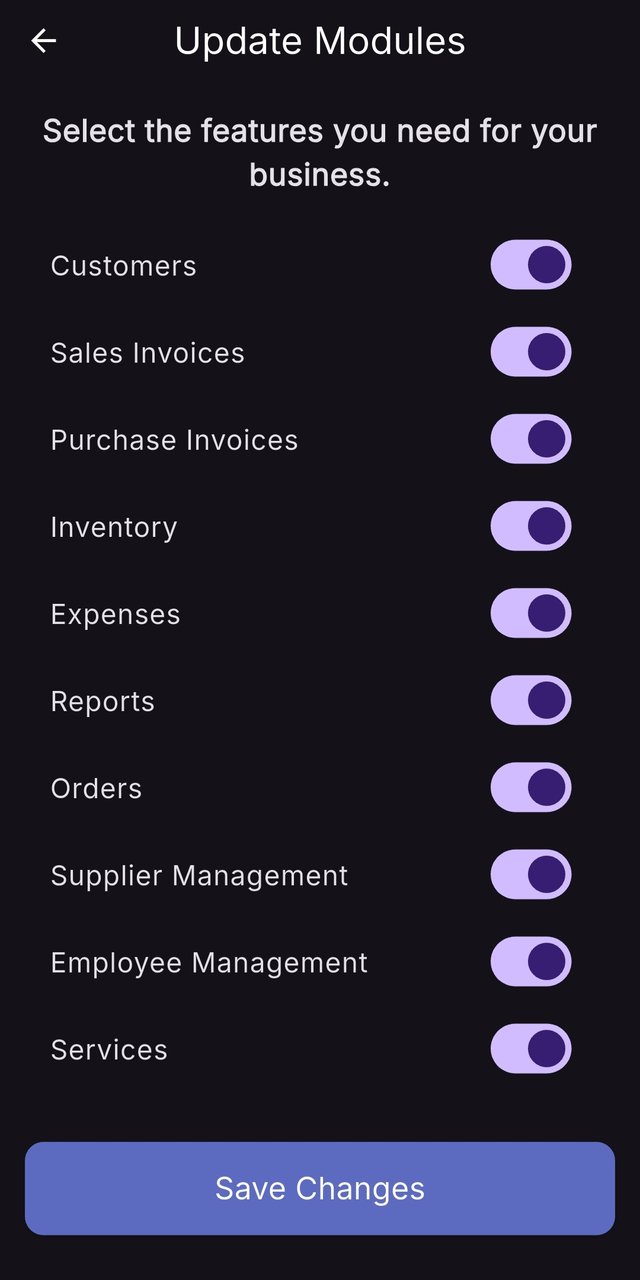 Update Modules
Select the features you need for your
business.
Customers
Sales Invoices
Purchase Invoices
Inventory
Expenses
Reports
Orders
Supplier Management
Employee Management
Services
Save Changes